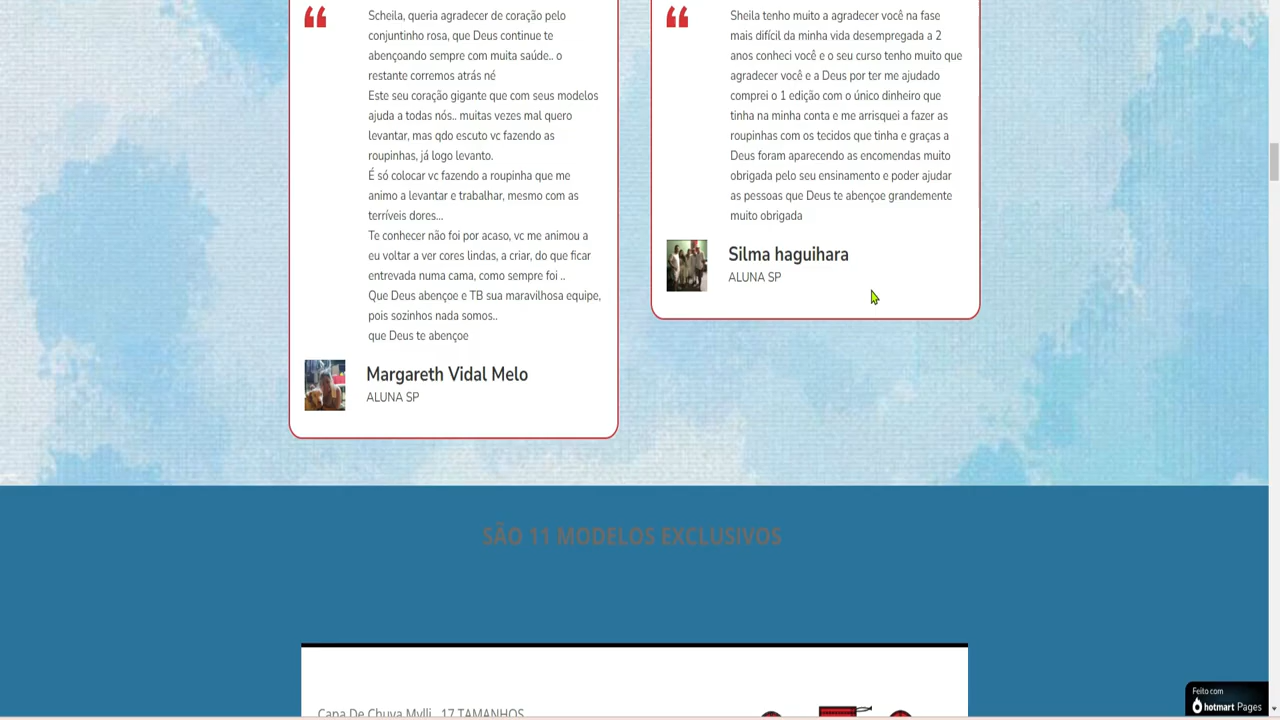 Scheila, queria agradecer de coração pelo
conjuntinho rosa, que Deus continue te
abençoando sempre com muita saúde.. o
restante corremos atrás né
Este seu coração gigante que com seus modelos
ajuda a todas nós.. muitas vezes mal quero
levantar, mas qdo escuto vc fazendo as
roupinhas, já logo levanto.
É só colocar vc fazendo a roupinha que me
animo a levantar e trabalhar, mesmo com as
terríveis dores...
Te conhecer não foi por acaso, vc me animou a
eu voltar a ver cores lindas, a criar, do que ficar
entrevada numa cama, como sempre foi ..
Que Deus abençoe e TB sua maravilhosa equipe,
pois sozinhos nada somos..
que Deus te abençoe
Margareth Vidal Melo
ALUNA SP
Sheila tenho muito a agradecer você na fase
mais difícil da minha vida desempregada a 2
anos conheci você e o seu curso tenho muito que
agradecer você e a Deus por ter me ajudado
comprei o 1 edição com o único dinheiro que
tinha na minha conta e me arrisquei a fazer as
roupinhas com os tecidos que tinha e graças a
Deus foram aparecendo as encomendas muito
obrigada pelo seu ensinamento e poder ajudar
as pessoas que Deus te abençoe grandemente
muito obrigada
Silma haguihara
ALUNA SP
SÃO 11 MODELOS EXCLUSIVOS
Capa De Chuva Mylli 17 TAMANHOS
Feito com
hotmart Pages